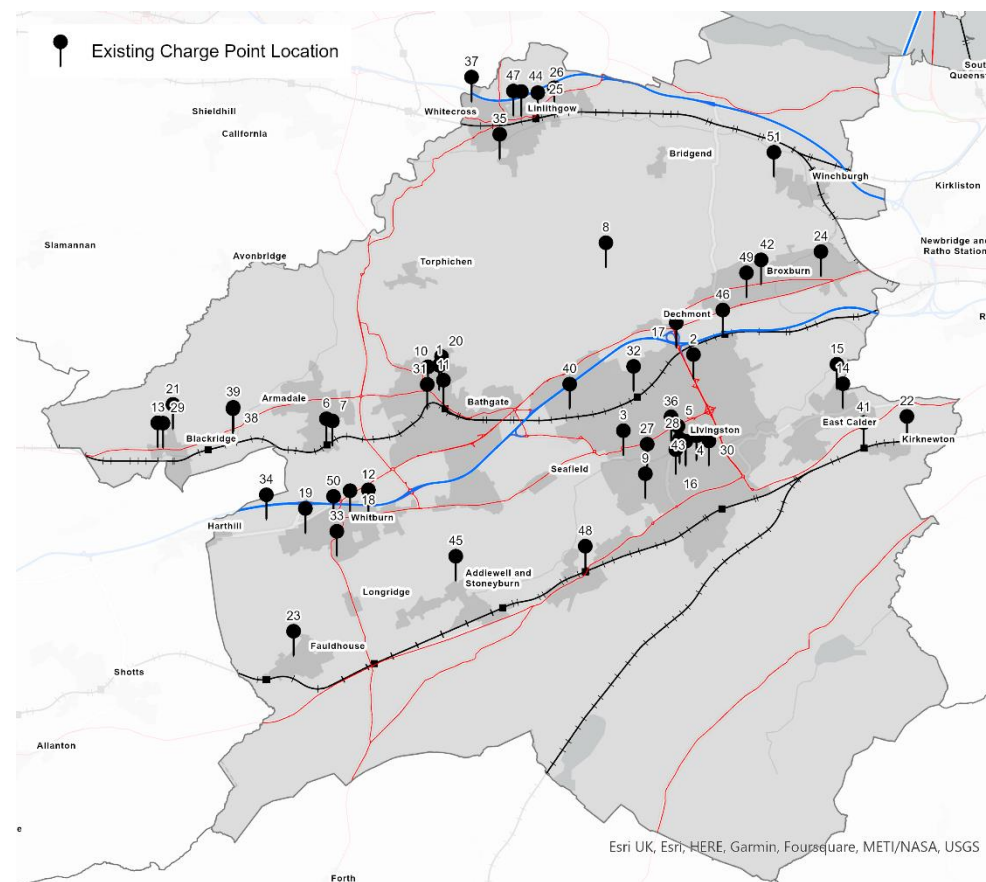 Existing Charge Point Location
South
Queens
37
47
44
26
25
Whitecross
Linlithgow
Shieldhill
California
35
51
Bridgend
Winchburgh
Kirkliston
8
42
24
Slamannan
Avonbridge
Torphichen
49
Broxburn
Newbridge and
Ratho Station
46
Dechmont
17
R
10
1
20
31
11
40
32
2
15
14
21
39
13
29
38
Armadale
Blackridge
6
7
Bathgate
3
36
5
27
28
Livingston
43
4
30
41
22
East Calder
Kirknewton
9
16
Seafield
34
19
50
12
18
Harthill
33
Whitburn
45
48
Addiewell and
Stoneyburn
Longridge
23
Fauldhouse
Shotts
Allanton
e
Forth
Esri UK, Esri, HERE, Garmin, Foursquare, METI/NASA, USGS